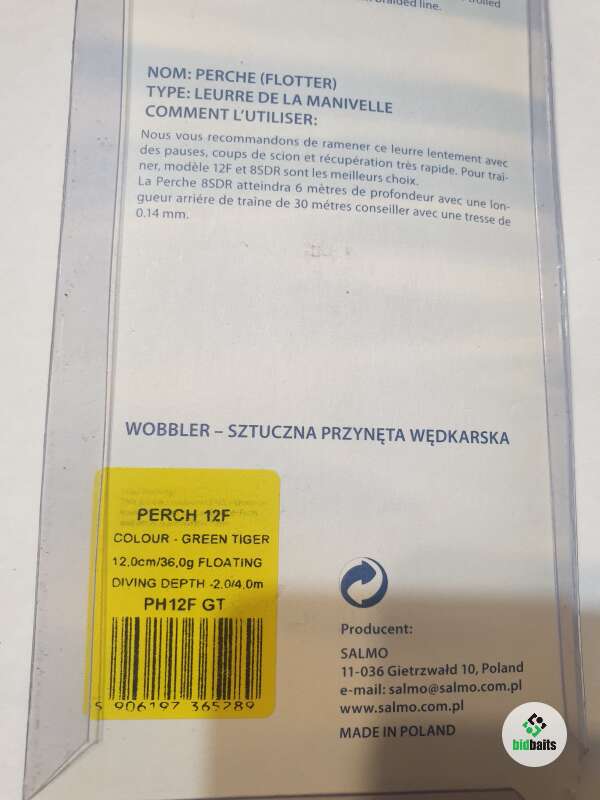 braided line.
NOM: PERCHE (FLOTTER)
TYPE: LEURRE DE LA MANIVELLE
COMMENT L'UTILISER:
Nous vous recommandons de ramener ce leurre lentement avec
des pauses, coups de scion et récupération très rapide. Pour traî-
ner, modèle 12F et 8SDR sont les meilleurs choix.
La Perche 8SDR atteindra 6 mètres de profondeur avec une lon-
gueur arriére de traîne de 30 métres conseiller avec une tresse de
0.14 mm.
WOBBLER – SZTUCZNA PRZYNĘTA WĘDKARSKA
PERCH 12F
COLOUR - GREEN TIGER
12,0cm/36,0g FLOATING
DIVING DEPTH -2.0/4,0m
PH12F GT
5 906197 365289
Producent:
SALMO
11-036 Gietrzwałd 10, Poland
e-mail: salmo@salmo.com.pl
www.salmo.com.pl
MADE IN POLAND
bidbaits